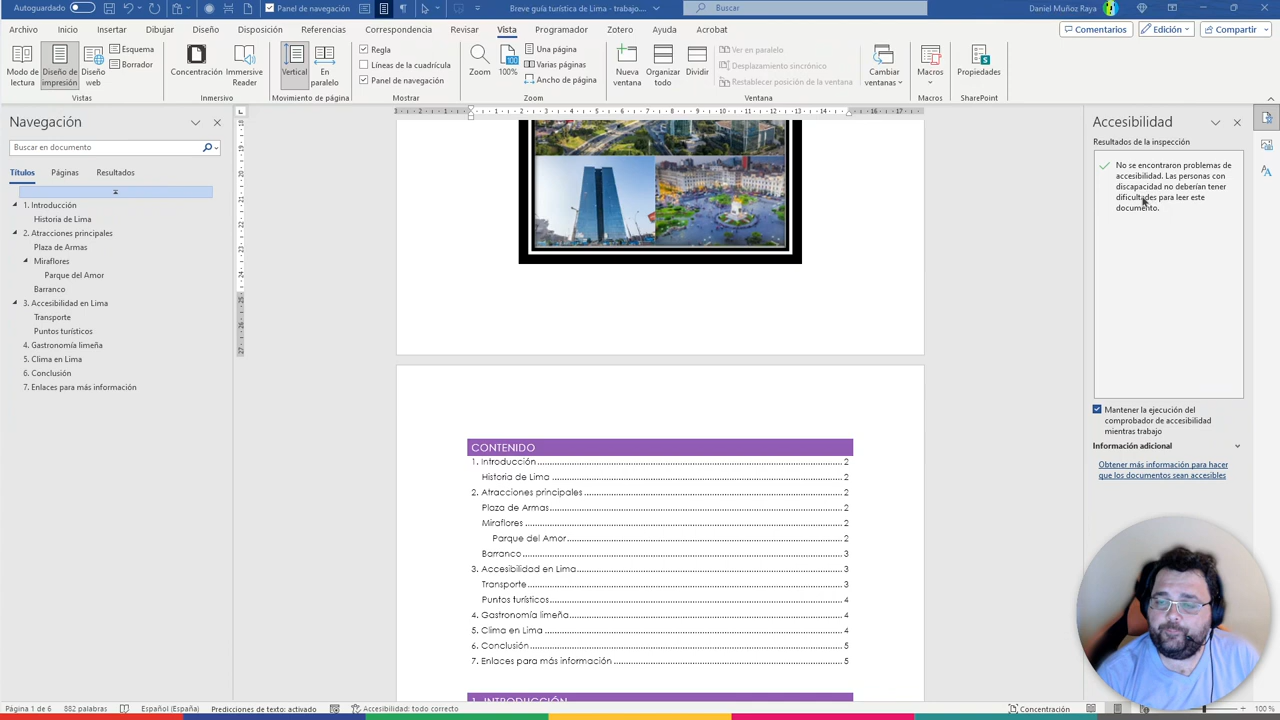 Autoguardado
Panel de navegación
Breve guía turística de Lima - trabajo...
Buscar
Daniel Muñoz Raya
Archivo Inicio Insertar Dibujar Diseño Disposición Referencias Correspondencia Revisar Vista Programador Zotero Ayuda Acrobat
Comentarios Edición Compartir
Modo de lectura
Diseño de impresión
Diseño web
Esquema
Borrador
Vistas
Concentración
Immersive Reader
Inmersivo
Vertical
En paralelo
Movimiento de página
Regla
Líneas de la cuadrícula
Panel de navegación
Mostrar
Zoom
100
100%
Una página
Varias páginas
Ancho de página
Zoom
Nueva ventana
Organizar todo
Dividir
Ver en paralelo
Desplazamiento sincrónico
Restablecer posición de la ventana
Cambiar ventanas
Ventana
Macros
Macros
Propiedades
SharePoint
Navegación
Buscar en documento
Títulos Páginas Resultados
1. Introducción
Historia de Lima
2. Atracciones principales
Plaza de Armas
Miraflores
Parque del Amor
Barranco
3. Accesibilidad en Lima
Transporte
Puntos turísticos
4. Gastronomía limeña
5. Clima en Lima
6. Conclusión
7. Enlaces para más información
CONTENIDO
1. Introducción 2
Historia de Lima 2
2. Atracciones principales 2
Plaza de Armas 2
Miraflores 2
Parque del Amor 2
Barranco 3
3. Accesibilidad en Lima 3
Transporte 3
Puntos turísticos 4
4. Gastronomía limeña 4
5. Clima en Lima 4
6. Conclusión 5
7. Enlaces para más información 5
1. INTRODUCCIÓN
Accesibilidad
Resultados de la inspección
No se encontraron problemas de
accesibilidad. Las personas con
discapacidad no deberían tener
dificultades para leer este
documento.
Mantener la ejecución del
comprobador de accesibilidad
mientras trabajo
Información adicional
Obtener más información para hacer
que los documentos sean accesibles
Página 1 de 6 882 palabras Español (España) Predicciones de texto: activado Accesibilidad: todo correcto Concentración 100 %